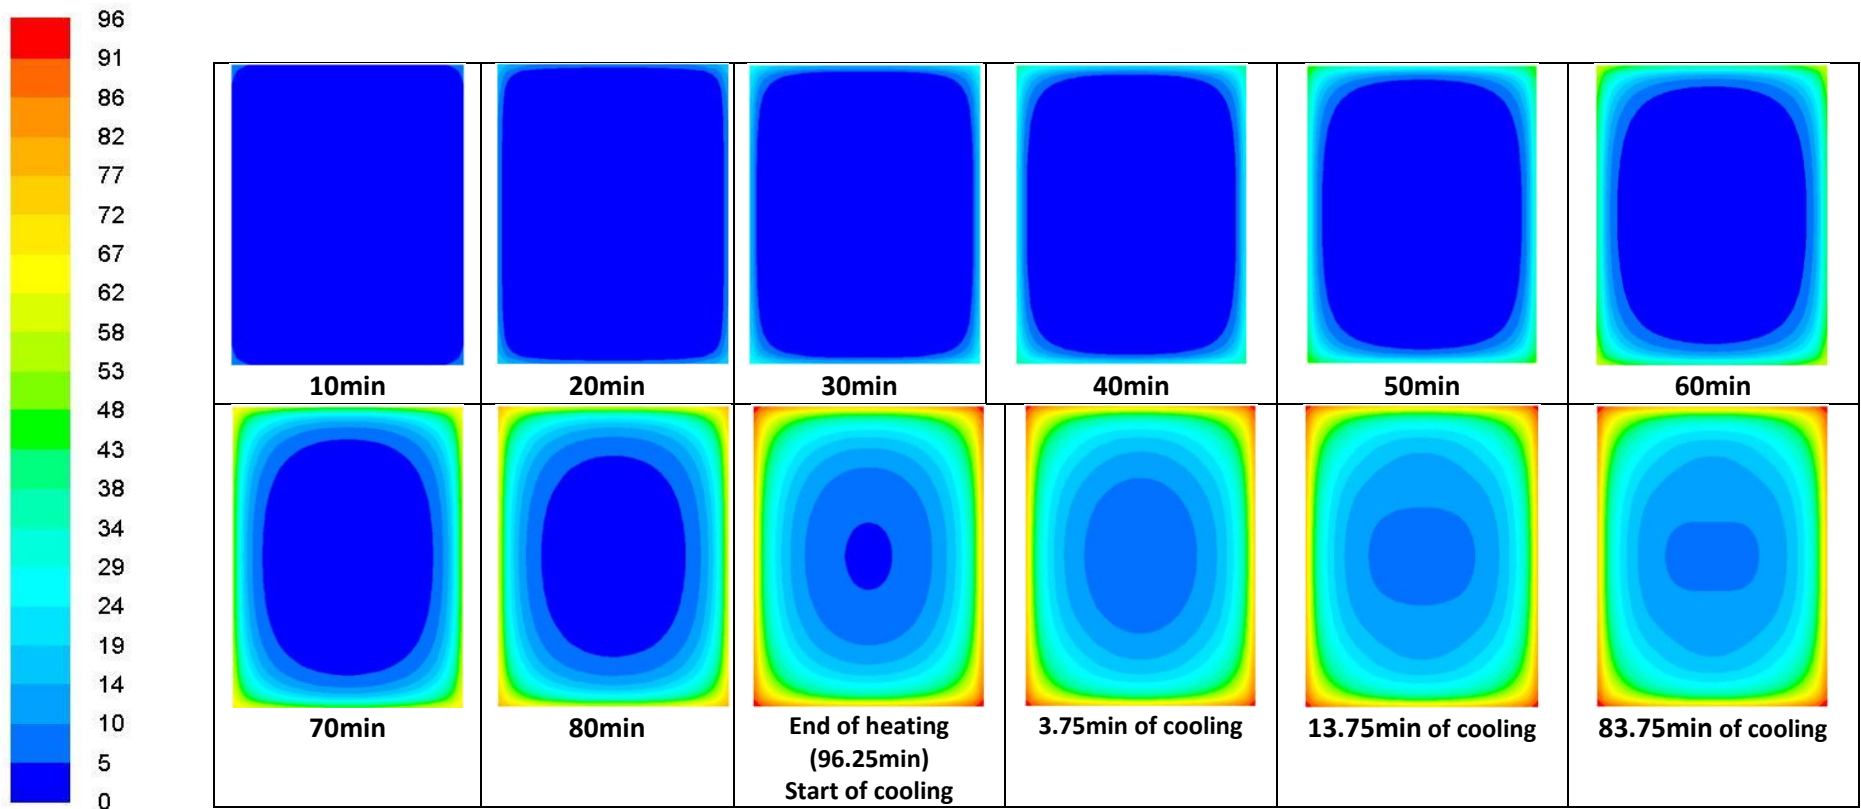 96
91
86
82
77
72
67
62
58
53
48
43
38
34
29
24
19
14
10
5
0
10min
20min
30min
40min
50min
60min
70min
80min
End of heating
(96.25min)
Start of cooling
3.75min of cooling
13.75min of cooling
83.75min of cooling